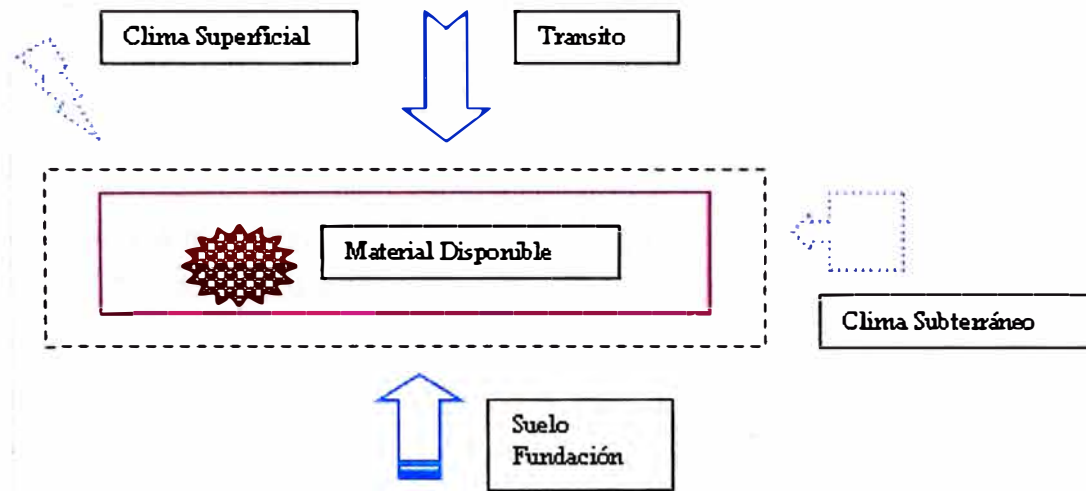 Clima Superficial
Transito
Material Disponible
Clima Subterráneo
Suelo
Fundación